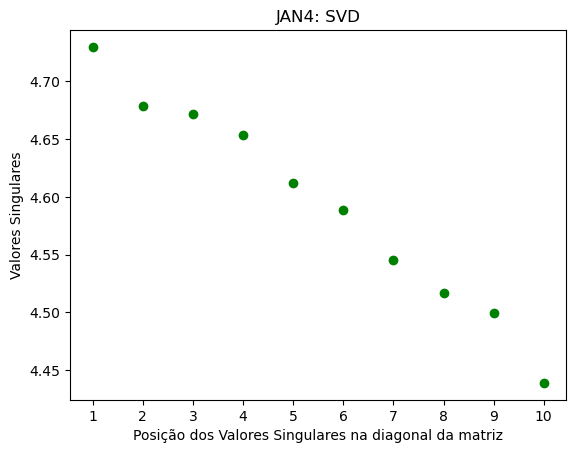 JAN4: SVD
Valores Singulares
4.70
4.65
4.60
4.55
4.50
4.45
1 2 3 4 5 6 7 8 9 10
Posição dos Valores Singulares na diagonal da matriz